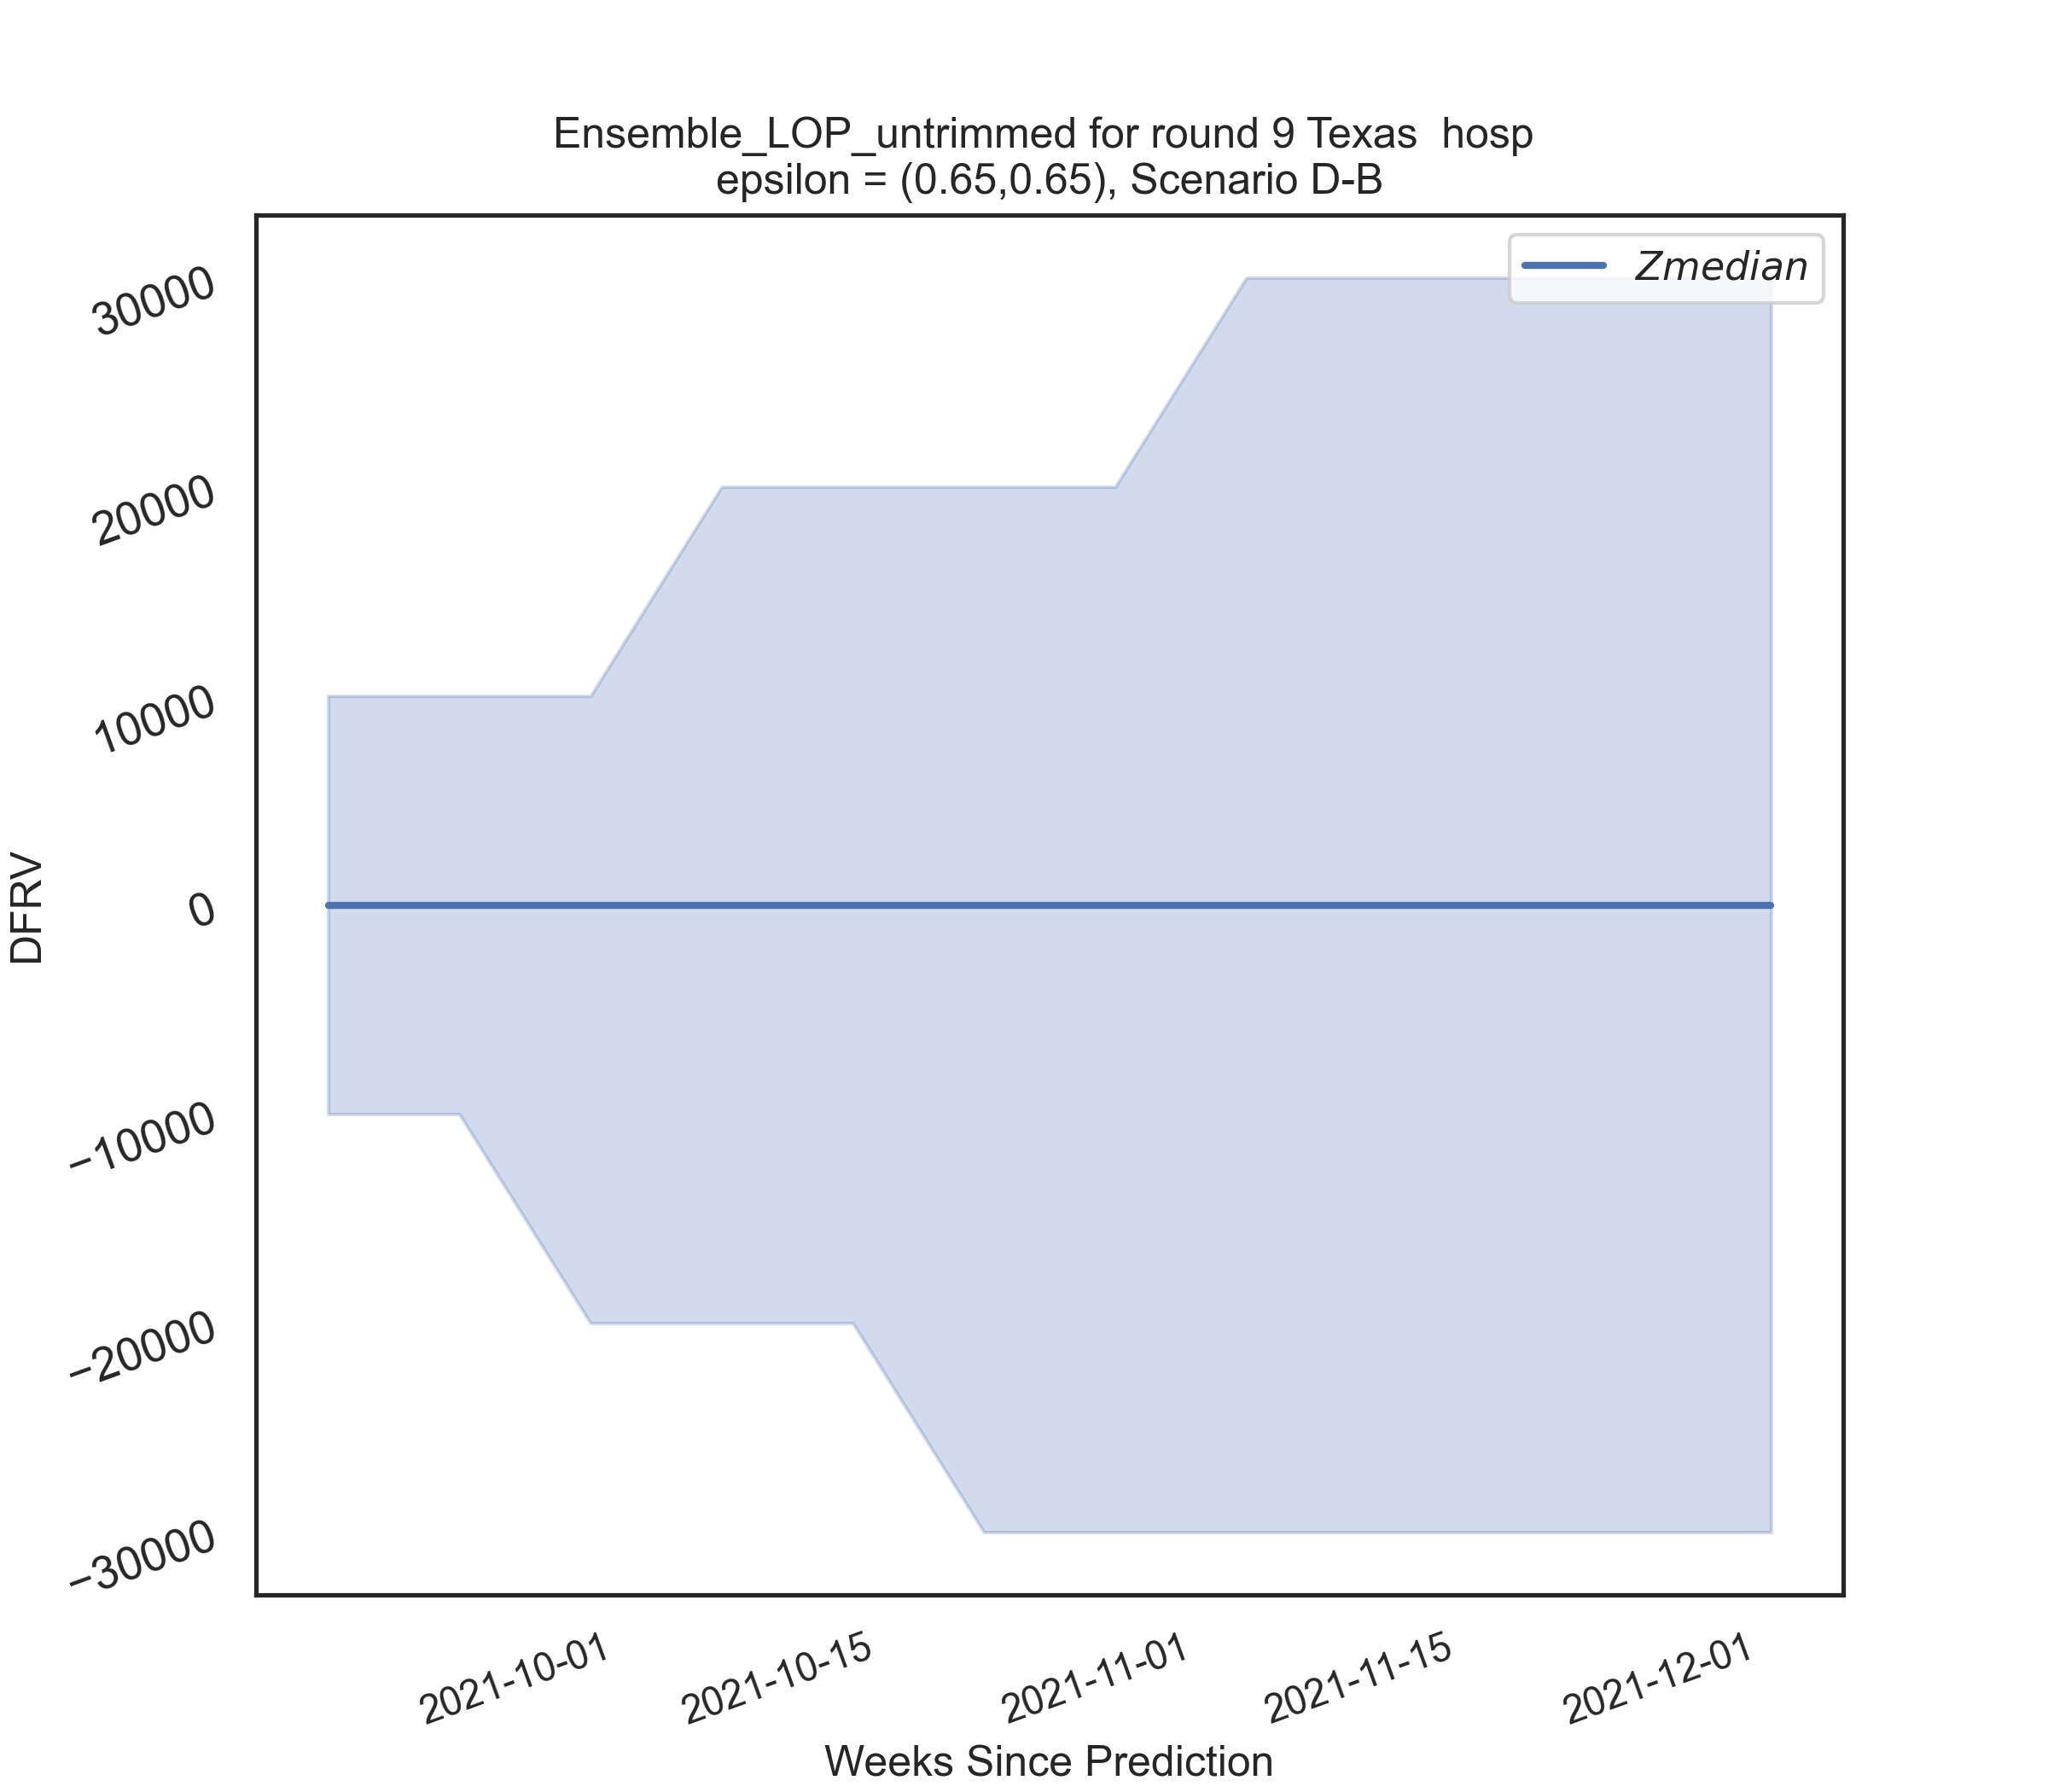 Ensemble_LOP_untrimmed for round 9 Texas  hosp
epsilon = (0.65,0.65), Scenario D-B
Zmedian
30000
20000
10000
0
−10000
−20000
−30000
DFRV
2021-10-01
2021-10-15
2021-11-01
2021-11-15
2021-12-01
Weeks Since Prediction